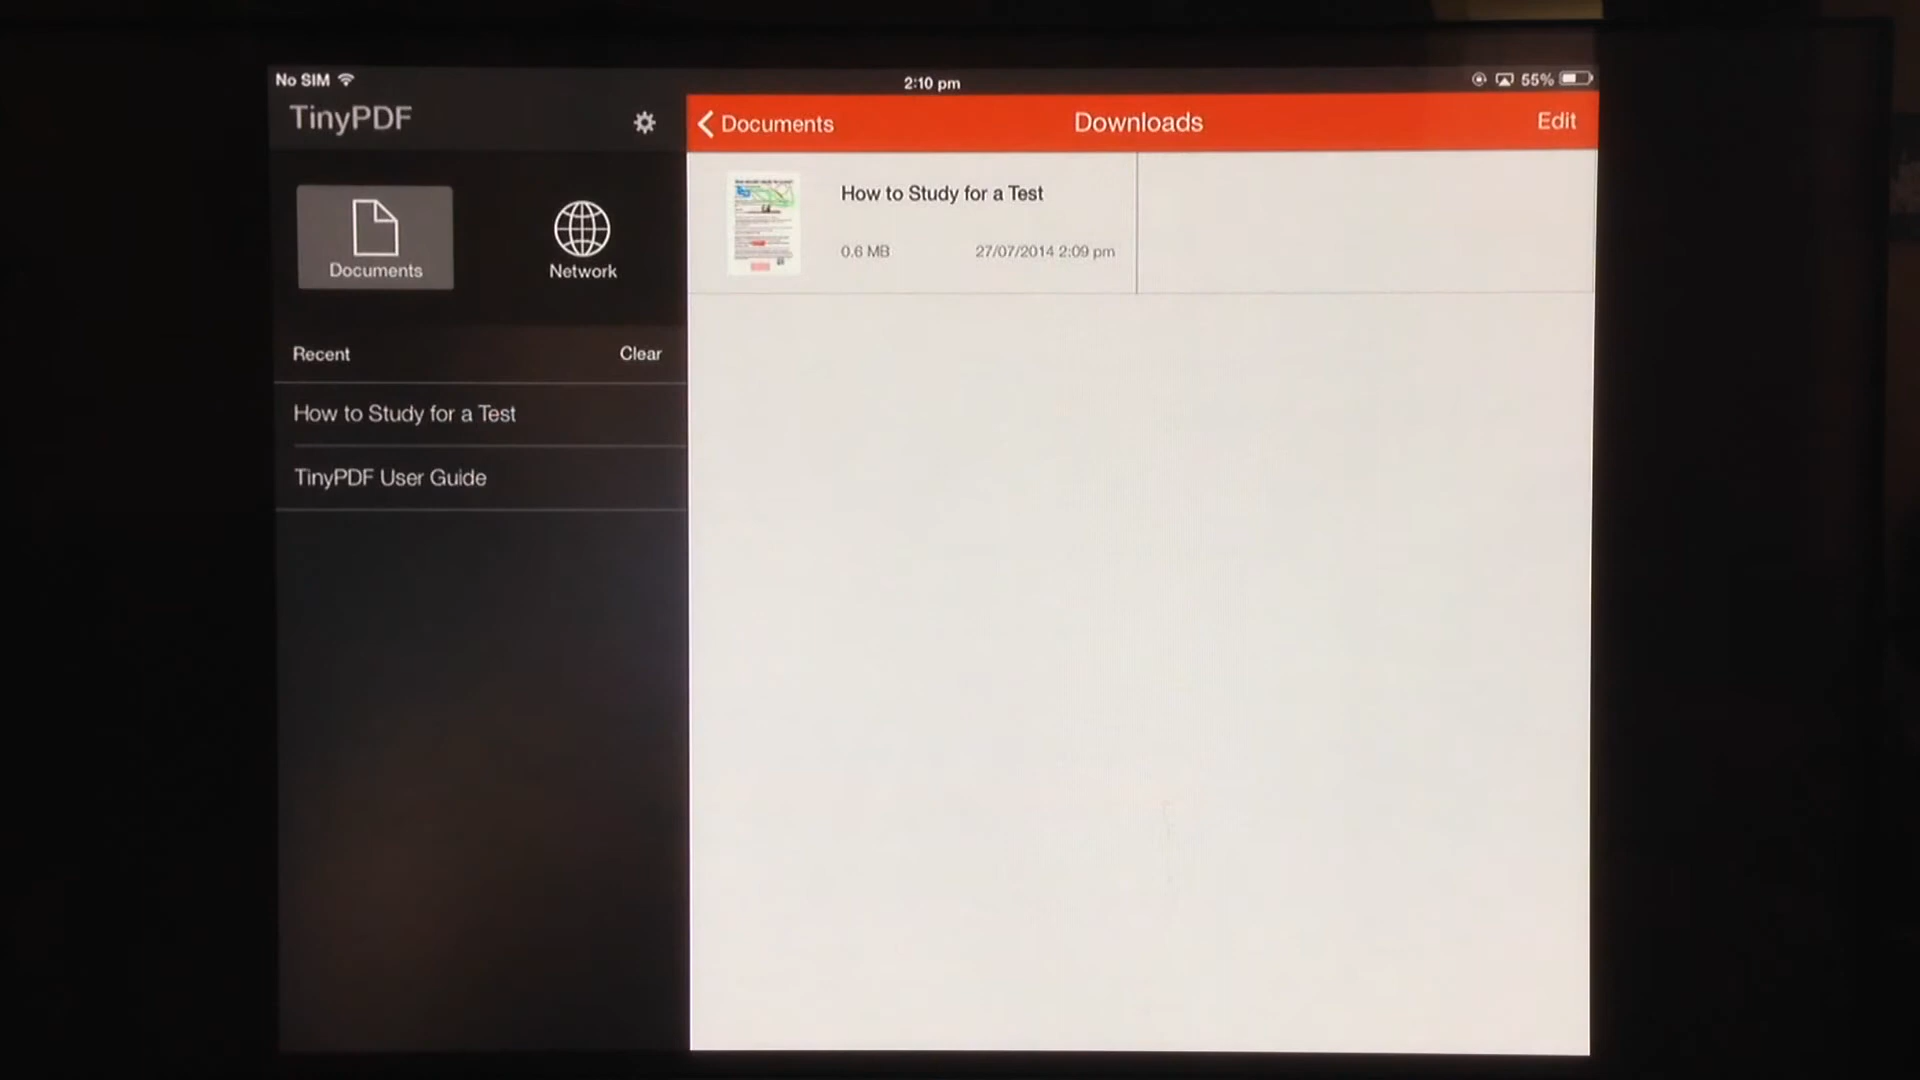 No SIM
2:10 pm
55%
TinyPDF
Documents
Downloads
Edit
Documents
Network
How to Study for a Test
0.6 MB
27/07/2014 2:09 pm
Recent
Clear
How to Study for a Test
TinyPDF User Guide